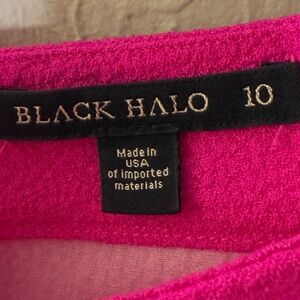 BLACK HALO 10
Made in
USA
of imported
materials